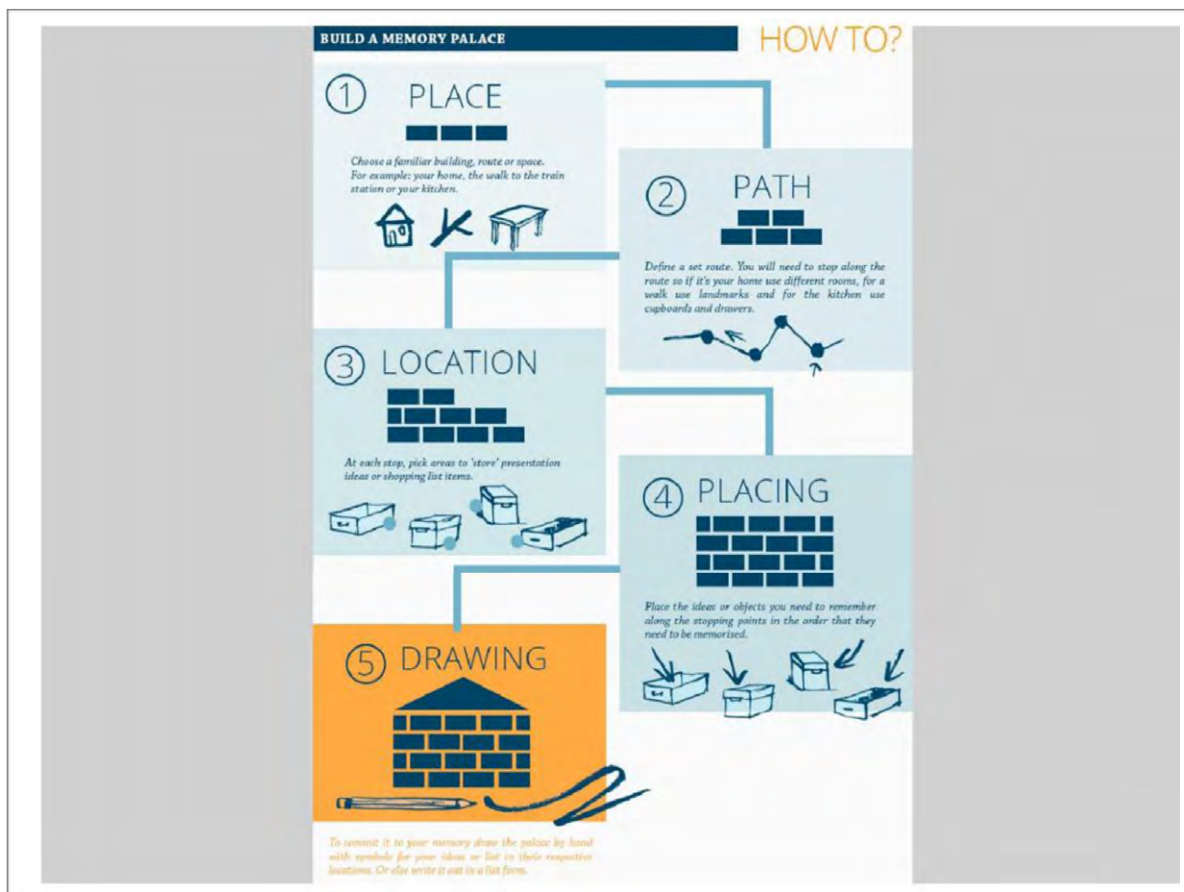 BUILD A MEMORY PALACE
HOW TO?
1 PLACE
Choose a familiar building, route or space.
For example: your home, the walk to the train
station or your kitchen.
2 PATH
Define a set route. You will need to stop along the
route so if it's your home use different rooms, for a
walk use landmarks and for the kitchen use
cupboards and drawers.
3 LOCATION
At each stop, pick areas to 'store' presentation
ideas or shopping list items.
4 PLACING
Place the ideas or objects you need to remember
along the stopping points in the order that they
need to be memorised.
5 DRAWING
To commit it to your memory draw the palace by hand
with symbols for your ideas or list in their respective
locations. Or else write it out in a list form.